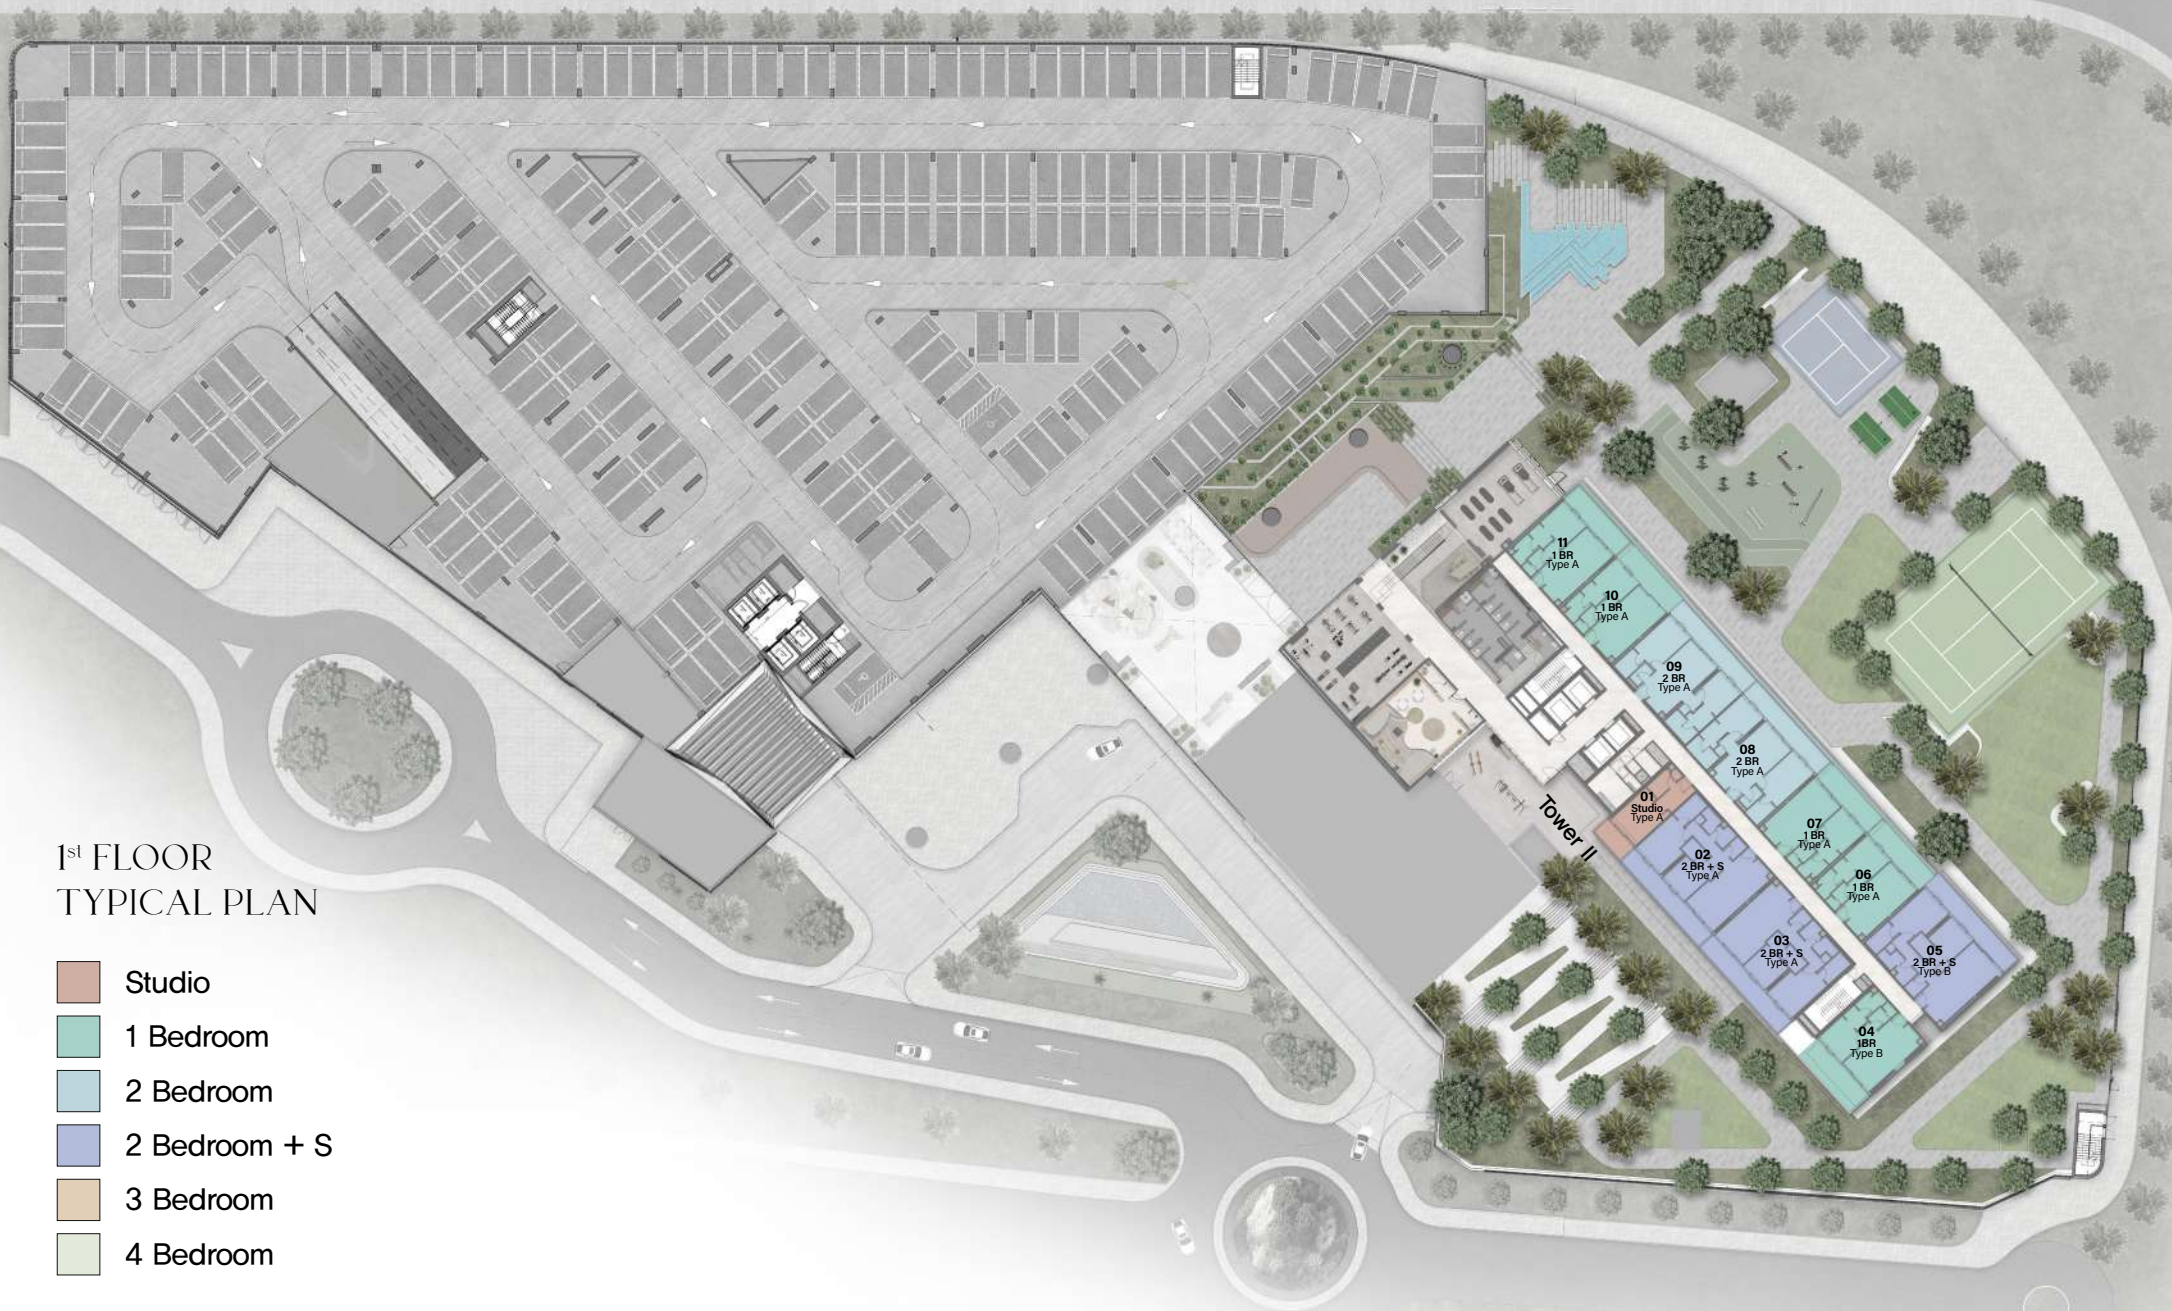 1st FLOOR
TYPICAL PLAN
Studio
1 Bedroom
2 Bedroom
2 Bedroom + S
3 Bedroom
4 Bedroom
Tower II
11
1 BR
Type A
10
1 BR
Type A
09
2 BR
Type A
08
2 BR
Type A
07
1 BR
Type A
06
1 BR
Type A
05
2 BR + S
Type B
04
1BR
Type B
03
2 BR + S
Type A
02
2 BR + S
Type A
01
Studio
Type A